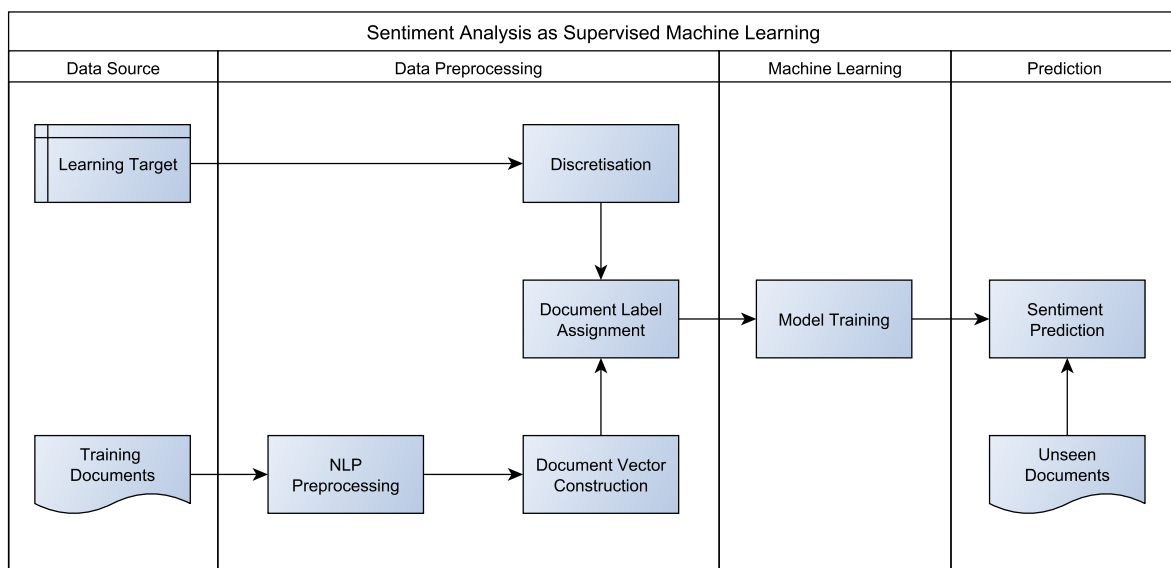 Sentiment Analysis as Supervised Machine Learning
Data Source
Data Preprocessing
Machine Learning
Prediction
Learning Target
Discretisation
Document Label
Assignment
Model Training
Sentiment
Prediction
Training
Documents
NLP
Preprocessing
Document Vector
Construction
Unseen
Documents